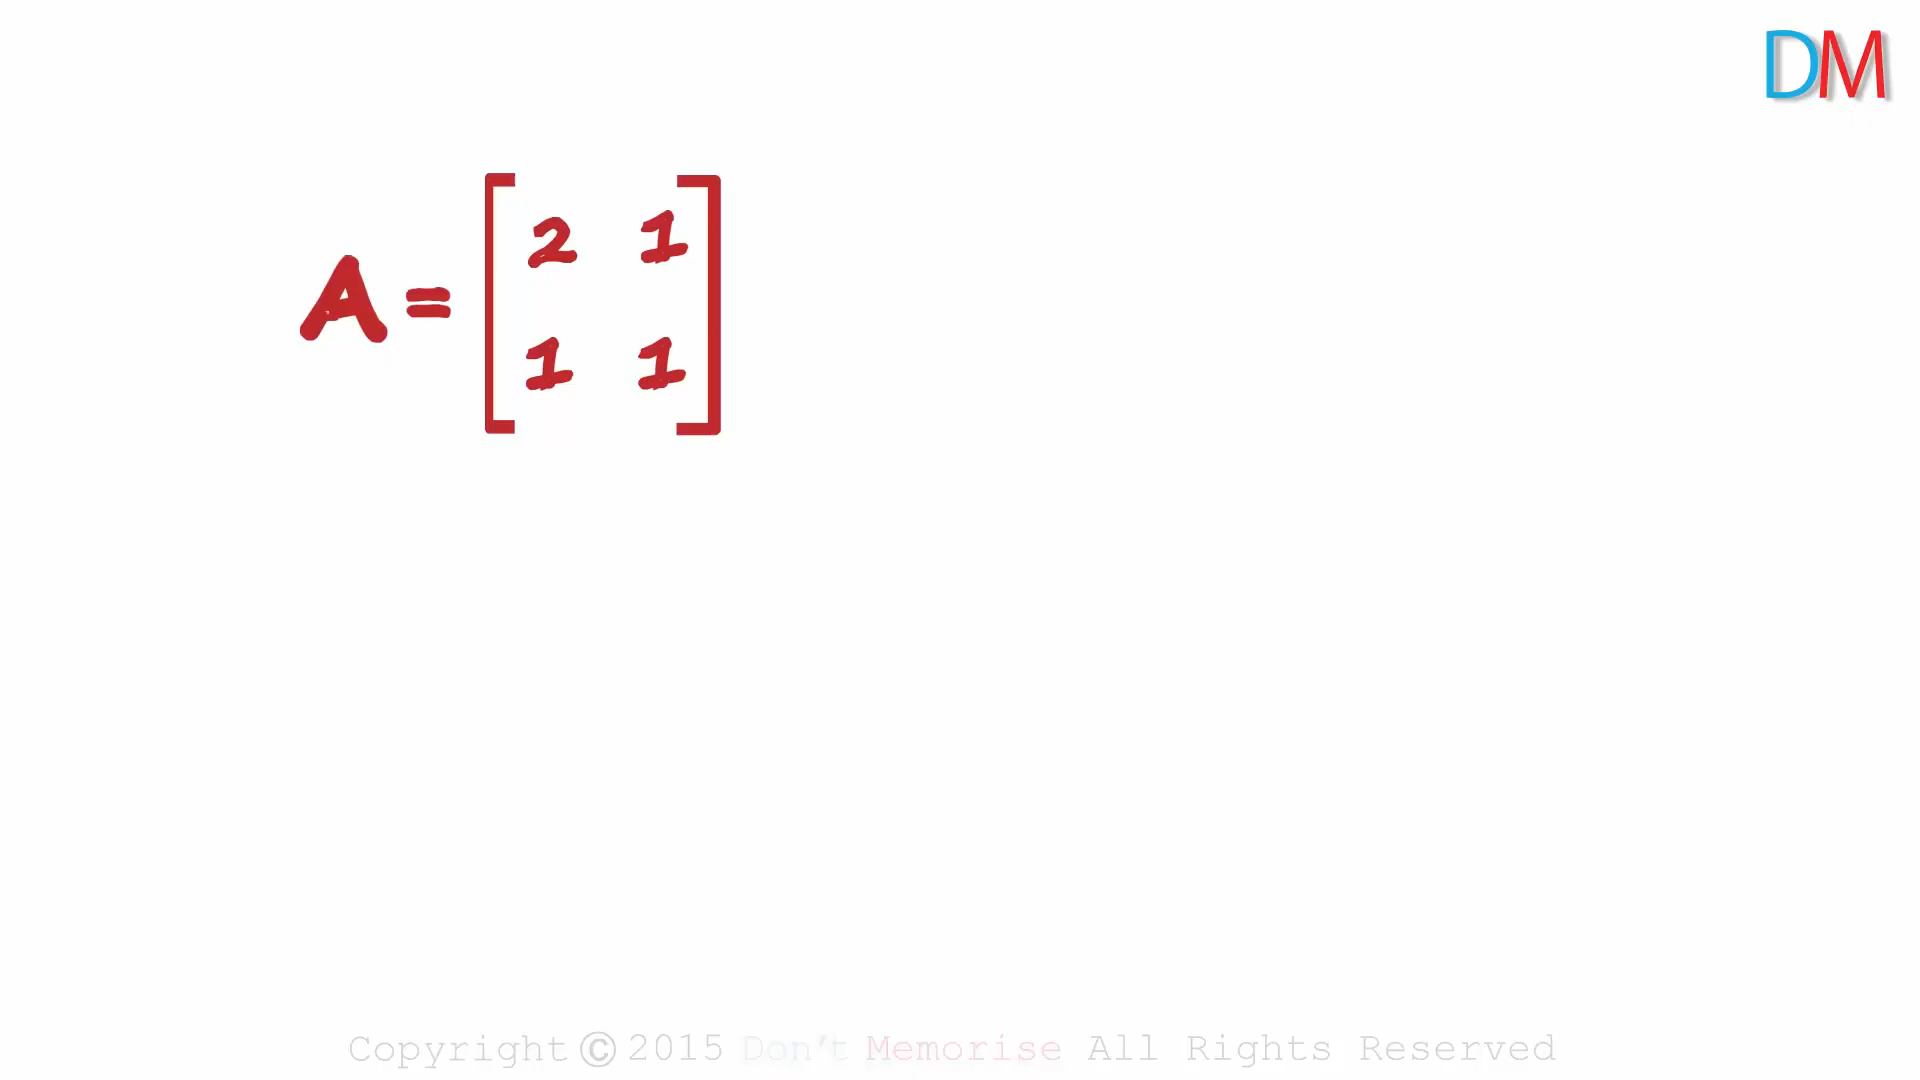 DM
A = [2 1
1 1]
Copyright © 2015 Don't Memorise All Rights Reserved